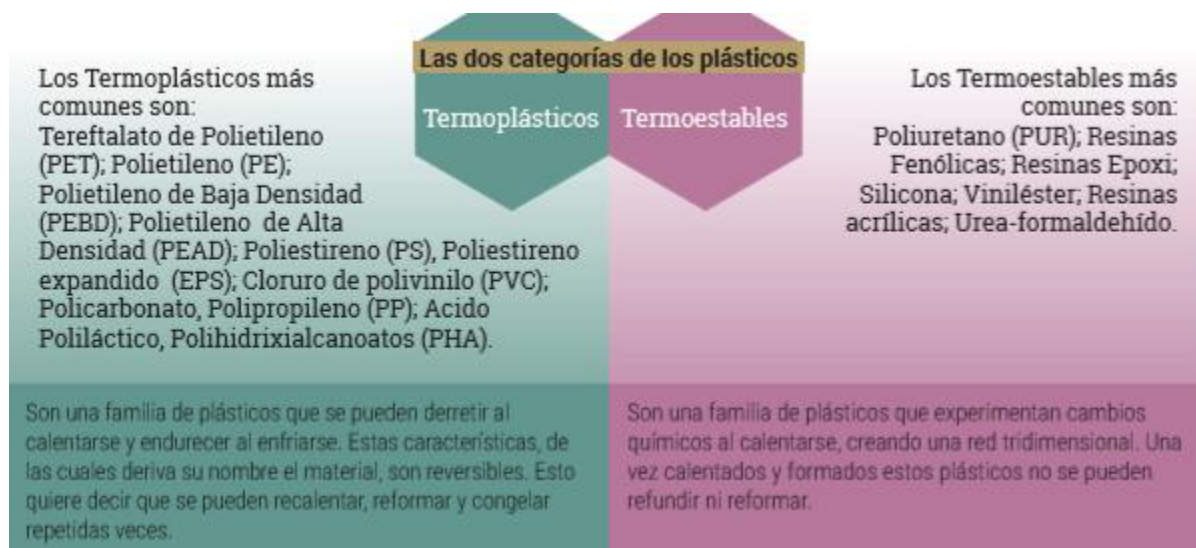 Las dos categorías de los plásticos
Termoplásticos
Termoestables
Los Termoplásticos más
comunes son:
Tereftalato de Polietileno
(PET); Polietileno (PE);
Polietileno de Baja Densidad
(PEBD); Polietileno de Alta
Densidad (PEAD); Poliestireno (PS), Poliestireno
expandido (EPS); Cloruro de polivinilo (PVC);
Policarbonato, Polipropileno (PP); Acido
Poliláctico, Polihidrixialcanoatos (PHA).
Son una familia de plásticos que se pueden derretir al
calentarse y endurecer al enfriarse. Estas características, de
las cuales deriva su nombre el material, son reversibles. Esto
quiere decir que se pueden recalentar, reformar y congelar
repetidas veces.
Los Termoestables más
comunes son:
Poliuretano (PUR); Resinas
Fenólicas; Resinas Epoxi;
Silicona; Viniléster; Resinas
acrílicas; Urea-formaldehído.
Son una familia de plásticos que experimentan cambios
químicos al calentarse, creando una red tridimensional. Una
vez calentados y formados estos plásticos no se pueden
refundir ni reformar.